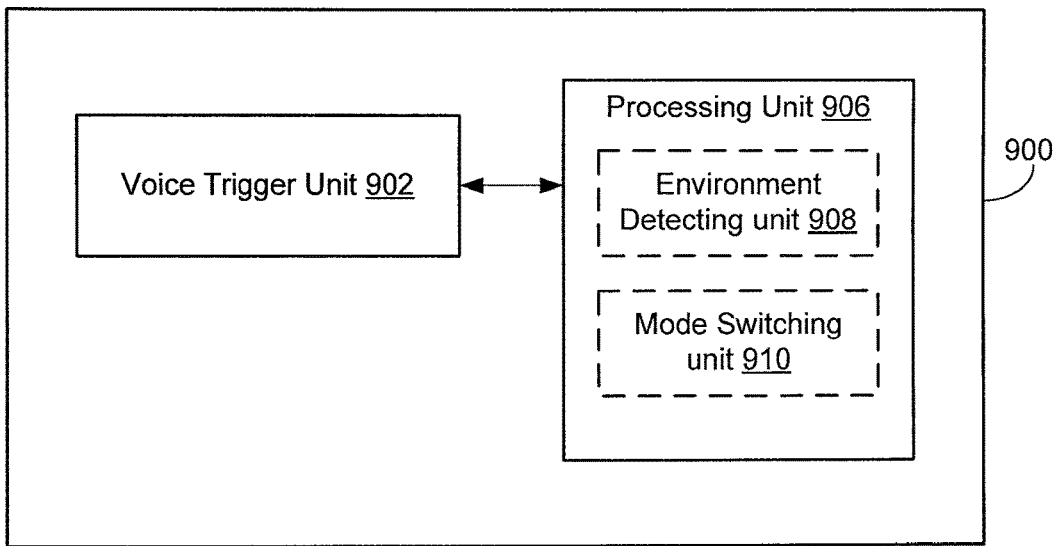 Processing Unit 906
Voice Trigger Unit 902
Environment
Detecting unit 908
Mode Switching
unit 910
900